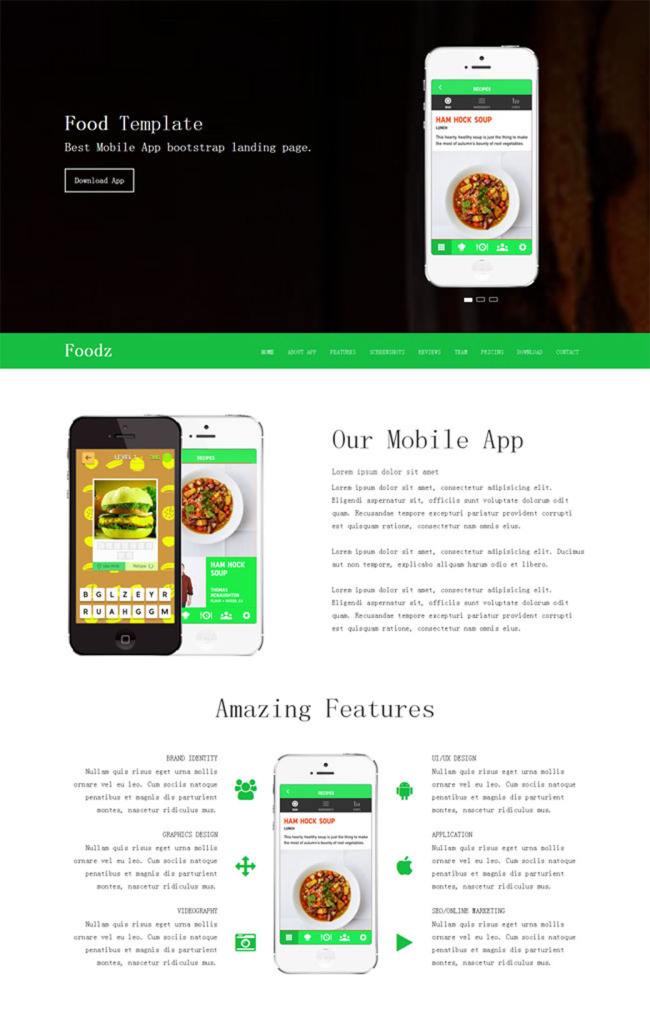 Food Template
Best Mobile App bootstrap landing page.
Download App
RECIPES
HAM HOCK SOUP
LUNCH
This hearty, healthy soup is just the thing to make
the most of autumn's bounty of root vegetables.
Foodz
HOME ABOUT APP FEATURES SCREENSHOTS REVIEWS TEAM PRICING DOWNLOAD CONTACT
LEVEL 1
B G L Z E Y R
R U A H G G M
RECIPES
HAM HOCK
SOUP
THOMAS
MCNAUGHTEN
Our Mobile App
Lorem ipsum dolor sit amet
Lorem ipsum dolor sit amet, consectetur adipisicing elit.
Eligendi aspernatur sit, officiis sunt voluptate dolorum odit
quam. Recusandae tempore excepturi pariatur provident corrupti
est quisquam ratione, consectetur nam omnis eius.
Lorem ipsum dolor sit amet, consectetur adipisicing elit. Ducimus
aut non tempore, explicabo aliquam harum odio et libero.
Lorem ipsum dolor sit amet, consectetur adipisicing elit.
Eligendi aspernatur sit, officiis sunt voluptate dolorum odit
quam. Recusandae tempore excepturi pariatur provident corrupti
est quisquam ratione, consectetur nam omnis eius.
Amazing Features
BRAND IDENTITY
Nullam quis risus eget urna mollis
ornare vel eu leo. Cum sociis natoque
penatibus et magnis dis parturient
montes, nascetur ridiculus mus.
GRAPHICS DESIGN
Nullam quis risus eget urna mollis
ornare vel eu leo. Cum sociis natoque
penatibus et magnis dis parturient
montes, nascetur ridiculus mus.
VIDEOGRAPHY
Nullam quis risus eget urna mollis
ornare vel eu leo. Cum sociis natoque
penatibus et magnis dis parturient
montes, nascetur ridiculus mus.
RECIPES
HAM HOCK SOUP
LUNCH
This hearty, healthy soup is just the thing to make
the most of autumn's bounty of root vegetables.
UI/UX DESIGN
Nullam quis risus eget urna mollis
ornare vel eu leo. Cum sociis natoque
penatibus et magnis dis parturient
montes, nascetur ridiculus mus.
APPLICATION
Nullam quis risus eget urna mollis
ornare vel eu leo. Cum sociis natoque
penatibus et magnis dis parturient
montes, nascetur ridiculus mus.
SEO/ONLINE MARKETING
Nullam quis risus eget urna mollis
ornare vel eu leo. Cum sociis natoque
penatibus et magnis dis parturient
montes, nascetur ridiculus mus.